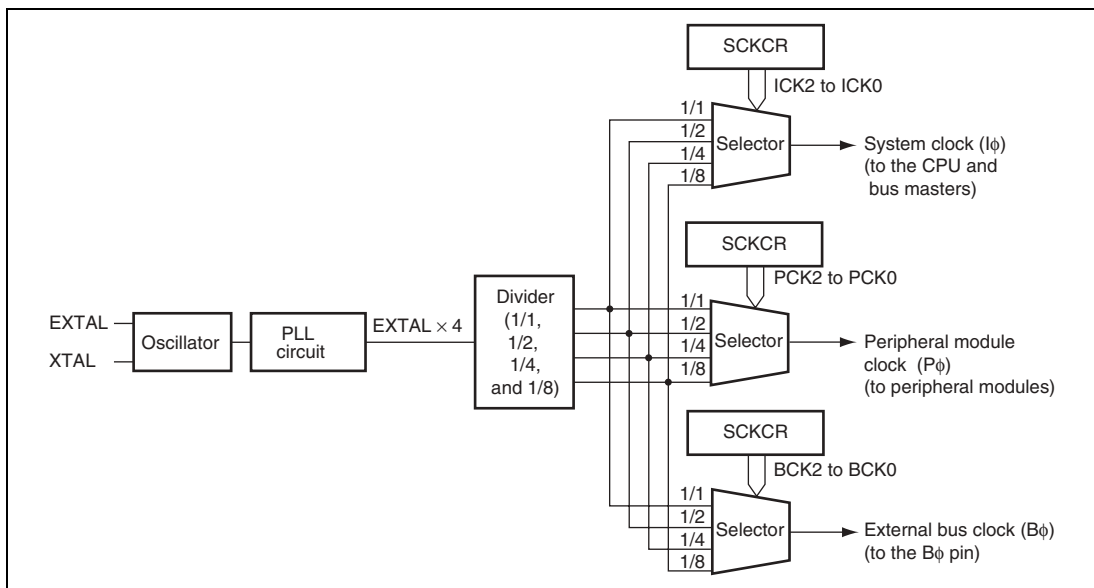 SCKCR
ICK2 to ICK0
1/1
1/2
1/4
1/8
Selector
System clock (Iϕ)
(to the CPU and
bus masters)
SCKCR
PCK2 to PCK0
EXTAL
XTAL
Oscillator
PLL
circuit
EXTAL × 4
Divider
(1/1,
1/2,
1/4,
and 1/8)
1/1
1/2
1/4
1/8
Selector
Peripheral module
clock (Pϕ)
(to peripheral modules)
SCKCR
BCK2 to BCK0
1/1
1/2
1/4
1/8
Selector
External bus clock (Bϕ)
(to the Bϕ pin)